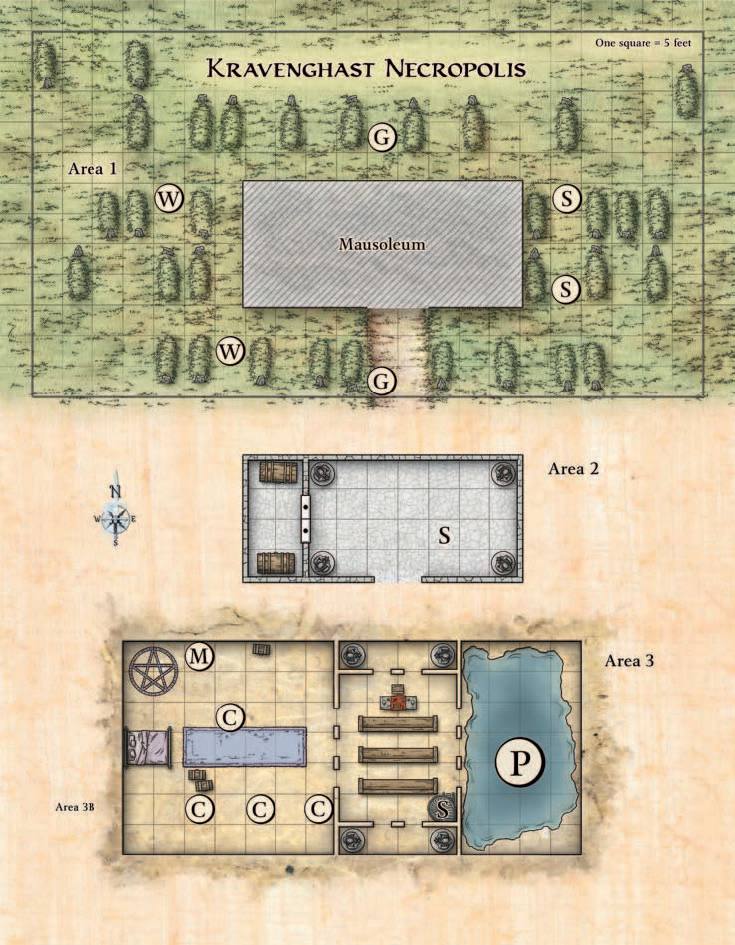 One square = 5 feet
Kravenghast Necropolis
G
Area 1
W
S
Mausoleum
S
W
G
Area 2
N
W E
S
S
M
Area 3
C
P
Area 3B
C C C
S